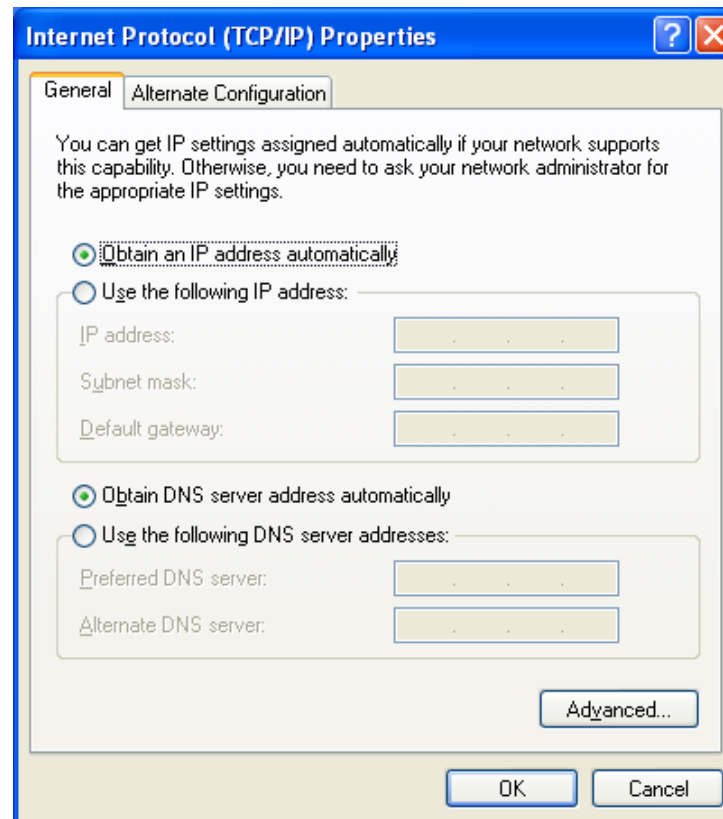 Internet Protocol (TCP/IP) Properties
General
Alternate Configuration
You can get IP settings assigned automatically if your network supports
this capability. Otherwise, you need to ask your network administrator for
the appropriate IP settings.
Obtain an IP address automatically
Use the following IP address:
IP address:
Subnet mask:
Default gateway:
Obtain DNS server address automatically
Use the following DNS server addresses:
Preferred DNS server:
Alternate DNS server:
Advanced...
OK
Cancel